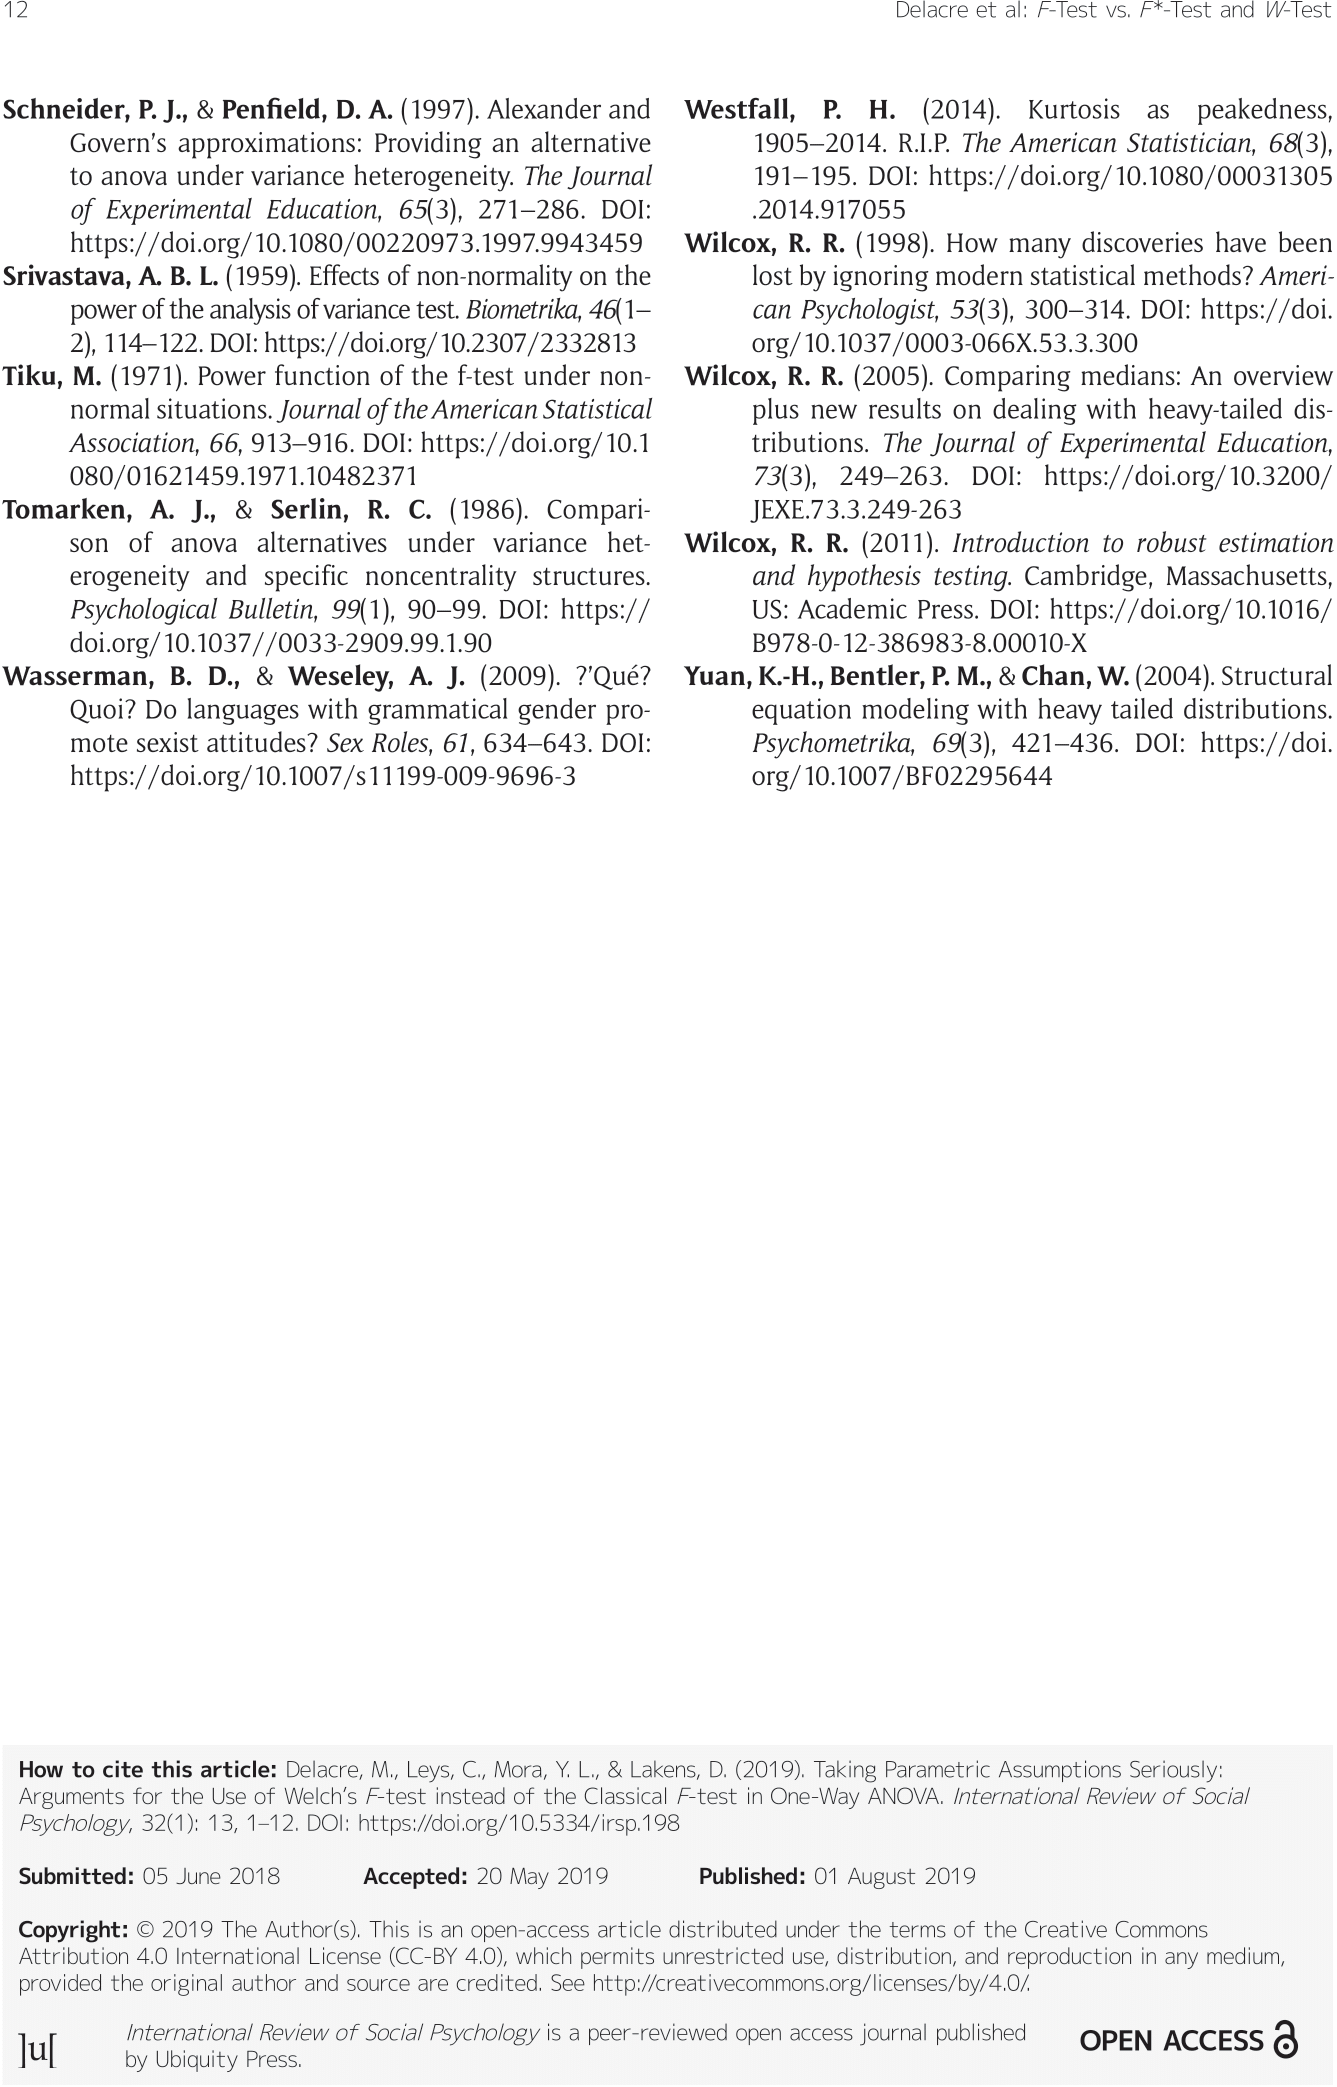 12
Delacre et al: F-Test vs. F*-Test and W-Test
Schneider, P. J., & Penfield, D. A. (1997). Alexander and
Govern's approximations: Providing an alternative
to anova under variance heterogeneity. The Journal
of Experimental Education, 65(3), 271–286. DOI:
https://doi.org/10.1080/00220973.1997.9943459
Srivastava, A. B. L. (1959). Effects of non-normality on the
power of the analysis of variance test. Biometrika, 46(1–
2), 114–122. DOI: https://doi.org/10.2307/2332813
Tiku, M. (1971). Power function of the f-test under non-
normal situations. Journal of the American Statistical
Association, 66, 913–916. DOI: https://doi.org/10.1
080/01621459.1971.10482371
Tomarken, A. J., & Serlin, R. C. (1986). Compari-
son of anova alternatives under variance het-
erogeneity and specific noncentrality structures.
Psychological Bulletin, 99(1), 90–99. DOI: https://
doi.org/10.1037//0033-2909.99.1.90
Wasserman, B. D., & Weseley, A. J. (2009). ?'Qué?
Quoi? Do languages with grammatical gender pro-
mote sexist attitudes? Sex Roles, 61, 634–643. DOI:
https://doi.org/10.1007/s11199-009-9696-3
Westfall, P. H. (2014). Kurtosis as peakedness,
1905–2014. R.I.P. The American Statistician, 68(3),
191–195. DOI: https://doi.org/10.1080/00031305
.2014.917055
Wilcox, R. R. (1998). How many discoveries have been
lost by ignoring modern statistical methods? Ameri-
can Psychologist, 53(3), 300–314. DOI: https://doi.
org/10.1037/0003-066X.53.3.300
Wilcox, R. R. (2005). Comparing medians: An overview
plus new results on dealing with heavy-tailed dis-
tributions. The Journal of Experimental Education,
73(3), 249–263. DOI: https://doi.org/10.3200/
JEXE.73.3.249-263
Wilcox, R. R. (2011). Introduction to robust estimation
and hypothesis testing. Cambridge, Massachusetts,
US: Academic Press. DOI: https://doi.org/10.1016/
B978-0-12-386983-8.00010-X
Yuan, K.-H., Bentler, P. M., & Chan, W. (2004). Structural
equation modeling with heavy tailed distributions.
Psychometrika, 69(3), 421–436. DOI: https://doi.
org/10.1007/BF02295644
How to cite this article: Delacre, M., Leys, C., Mora, Y. L., & Lakens, D. (2019). Taking Parametric Assumptions Seriously:
Arguments for the Use of Welch's F-test instead of the Classical F-test in One-Way ANOVA. International Review of Social
Psychology, 32(1): 13, 1–12. DOI: https://doi.org/10.5334/irsp.198
Submitted: 05 June 2018 Accepted: 20 May 2019 Published: 01 August 2019
Copyright: © 2019 The Author(s). This is an open-access article distributed under the terms of the Creative Commons
Attribution 4.0 International License (CC-BY 4.0), which permits unrestricted use, distribution, and reproduction in any medium,
provided the original author and source are credited. See http://creativecommons.org/licenses/by/4.0/.
]u[
International Review of Social Psychology is a peer-reviewed open access journal published
by Ubiquity Press.
OPEN ACCESS